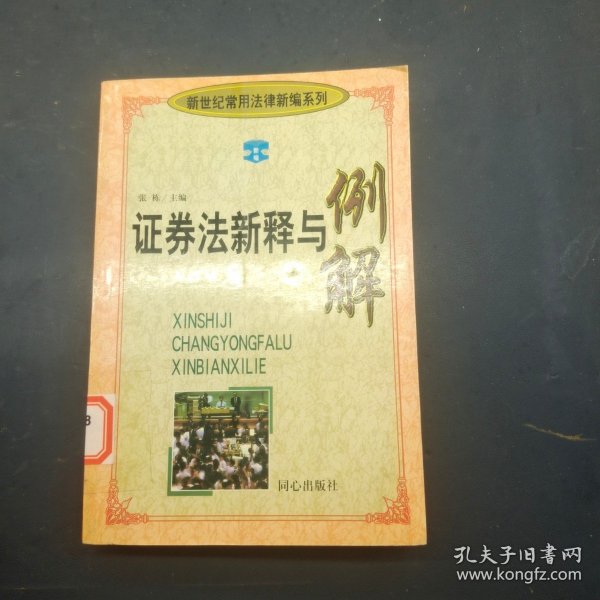 新世纪常用法律新编系列
张 栋/主编
证券法新释与例解
XINSHIJI
CHANGYONGFALU
XINBIANXILIE
8
同心出版社
孔夫子旧书网
www.kongfz.com